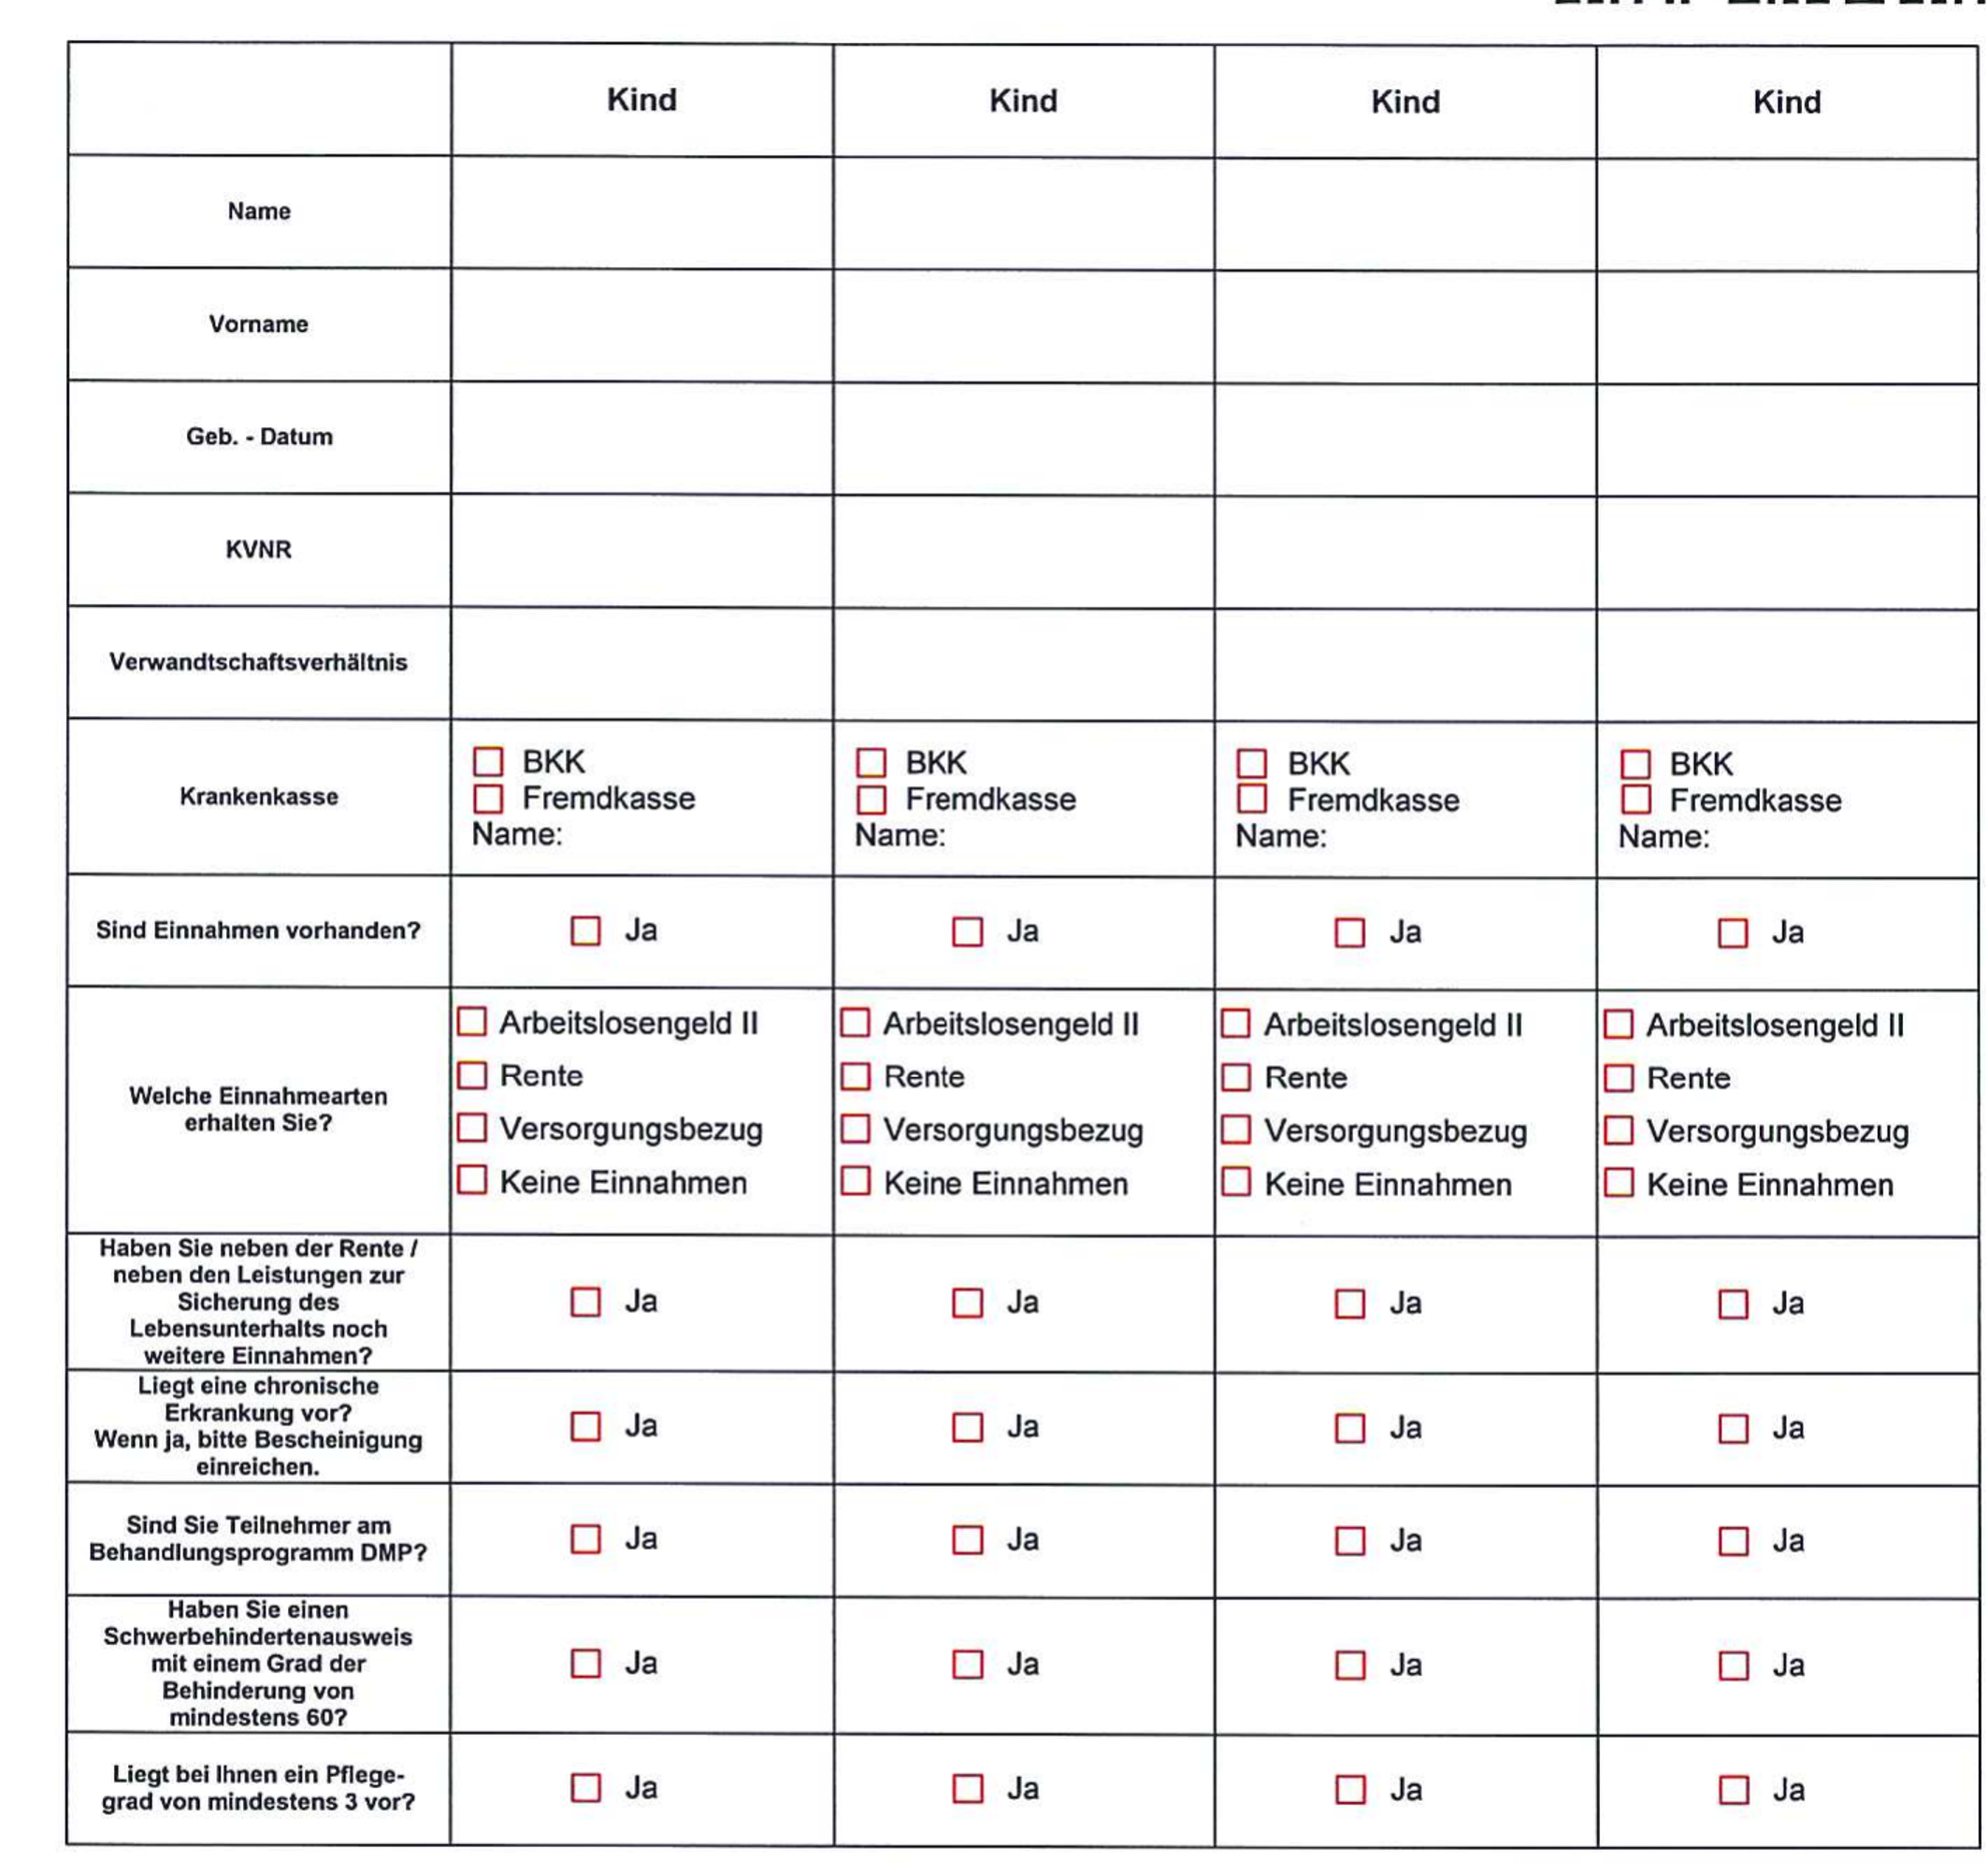 Kind Kind Kind Kind
Name
Vorname
Geb. - Datum
KVNR
Verwandtschaftsverhältnis
Krankenkasse
BKK
Fremdkasse
Name:
BKK
Fremdkasse
Name:
BKK
Fremdkasse
Name:
BKK
Fremdkasse
Name:
Sind Einnahmen vorhanden? Ja Ja Ja Ja
Welche Einnahmearten
erhalten Sie?
Arbeitslosengeld II
Rente
Versorgungsbezug
Keine Einnahmen
Arbeitslosengeld II
Rente
Versorgungsbezug
Keine Einnahmen
Arbeitslosengeld II
Rente
Versorgungsbezug
Keine Einnahmen
Arbeitslosengeld II
Rente
Versorgungsbezug
Keine Einnahmen
Haben Sie neben der Rente /
neben den Leistungen zur
Sicherung des
Lebensunterhalts noch
weitere Einnahmen?
Ja Ja Ja Ja
Liegt eine chronische
Erkrankung vor?
Wenn ja, bitte Bescheinigung
einreichen.
Ja Ja Ja Ja
Sind Sie Teilnehmer am
Behandlungsprogramm DMP?
Ja Ja Ja Ja
Haben Sie einen
Schwerbehindertenausweis
mit einem Grad der
Behinderung von
mindestens 60?
Ja Ja Ja Ja
Liegt bei Ihnen ein Pflege-
grad von mindestens 3 vor?
Ja Ja Ja Ja